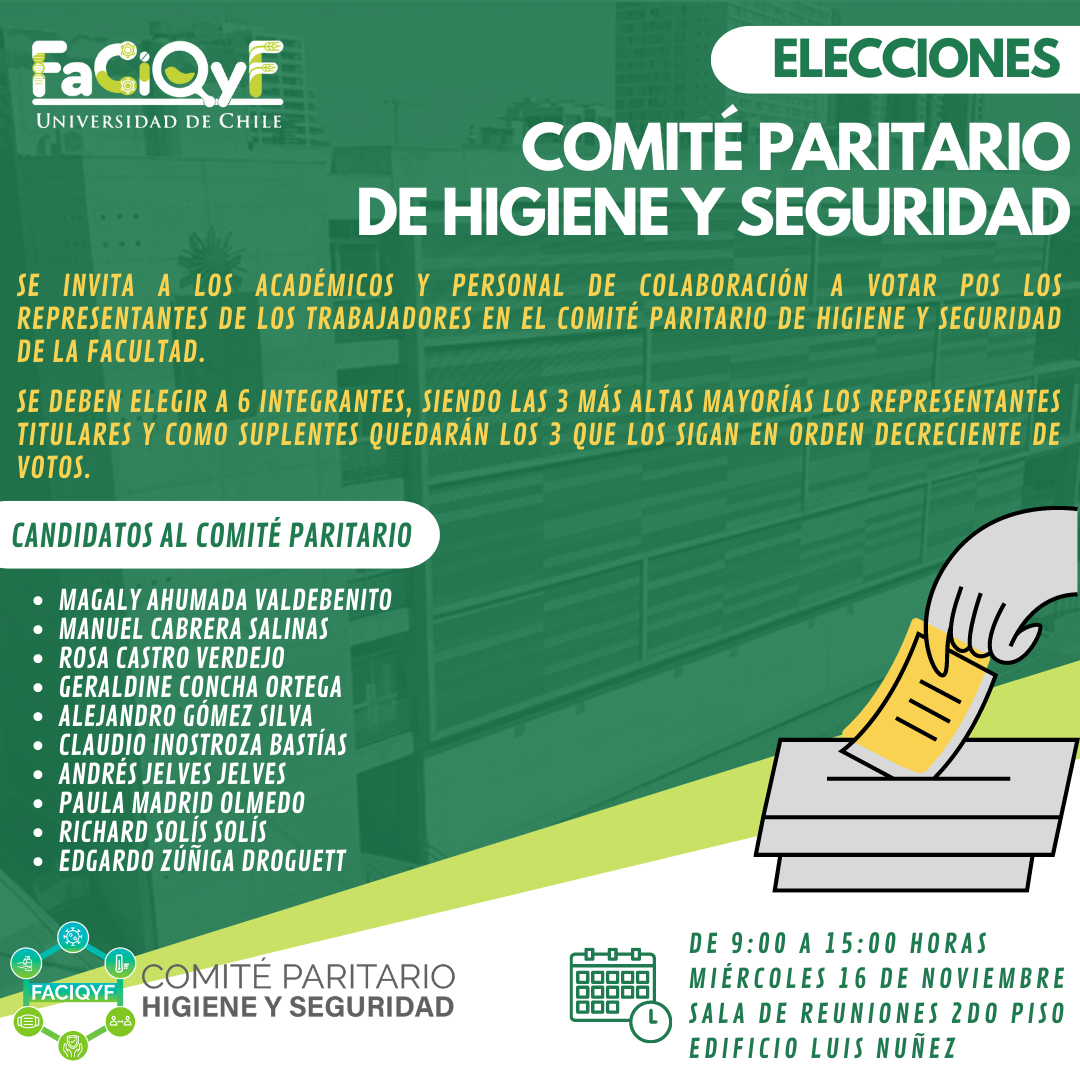 FaCiQyF
UNIVERSIDAD DE CHILE
ELECCIONES
COMITÉ PARITARIO
DE HIGIENE Y SEGURIDAD
SE INVITA A LOS ACADÉMICOS Y PERSONAL DE COLABORACIÓN A VOTAR POS LOS
REPRESENTANTES DE LOS TRABAJADORES EN EL COMITÉ PARITARIO DE HIGIENE Y SEGURIDAD
DE LA FACULTAD.
SE DEBEN ELEGIR A 6 INTEGRANTES, SIENDO LAS 3 MÁS ALTAS MAYORÍAS LOS REPRESENTANTES
TITULARES Y COMO SUPLENTES QUEDARÁN LOS 3 QUE LOS SIGAN EN ORDEN DECRECIENTE DE
VOTOS.
CANDIDATOS AL COMITÉ PARITARIO
• MAGALY AHUMADA VALDEBENITO
• MANUEL CABRERA SALINAS
• ROSA CASTRO VERDEJO
• GERALDINE CONCHA ORTEGA
• ALEJANDRO GÓMEZ SILVA
• CLAUDIO INOSTROZA BASTÍAS
• ANDRÉS JELVES JELVES
• PAULA MADRID OLMEDO
• RICHARD SOLÍS SOLÍS
• EDGARDO ZÚÑIGA DROGUETT
FACIQYF
COMITÉ PARITARIO
HIGIENE Y SEGURIDAD
DE 9:00 A 15:00 HORAS
MIÉRCOLES 16 DE NOVIEMBRE
SALA DE REUNIONES 2DO PISO
EDIFICIO LUIS NUÑEZ